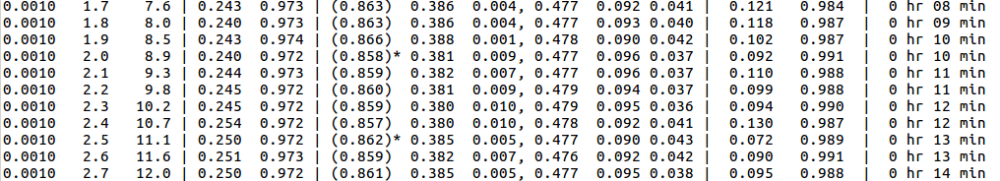 0.0010 1.7 7.6 | 0.243 0.973 | (0.863) 0.386 0.004, 0.477 0.092 0.041 | 0.121 0.984 | 0 hr 08 min
0.0010 1.8 8.0 | 0.243 0.973 | (0.864) 0.386 0.004, 0.477 0.093 0.040 | 0.118 0.987 | 0 hr 09 min
0.0010 1.9 8.5 | 0.243 0.974 | (0.866) 0.388 0.001, 0.478 0.090 0.042 | 0.102 0.987 | 0 hr 10 min
0.0010 2.0 8.9 | 0.240 0.972 | (0.858)* 0.381 0.009, 0.477 0.096 0.037 | 0.092 0.991 | 0 hr 10 min
0.0010 2.1 9.3 | 0.244 0.973 | (0.859) 0.382 0.007, 0.477 0.096 0.037 | 0.110 0.988 | 0 hr 11 min
0.0010 2.2 9.8 | 0.245 0.972 | (0.860) 0.381 0.009, 0.479 0.094 0.037 | 0.099 0.988 | 0 hr 11 min
0.0010 2.3 10.2 | 0.245 0.972 | (0.859) 0.380 0.010, 0.479 0.095 0.036 | 0.094 0.990 | 0 hr 12 min
0.0010 2.4 10.7 | 0.254 0.972 | (0.857) 0.380 0.010, 0.478 0.092 0.041 | 0.130 0.987 | 0 hr 12 min
0.0010 2.5 11.1 | 0.250 0.972 | (0.862)* 0.385 0.005, 0.477 0.090 0.043 | 0.072 0.989 | 0 hr 13 min
0.0010 2.6 11.6 | 0.251 0.973 | (0.859) 0.382 0.007, 0.476 0.092 0.042 | 0.090 0.991 | 0 hr 13 min
0.0010 2.7 12.0 | 0.250 0.972 | (0.861) 0.385 0.005, 0.477 0.095 0.038 | 0.095 0.988 | 0 hr 14 min